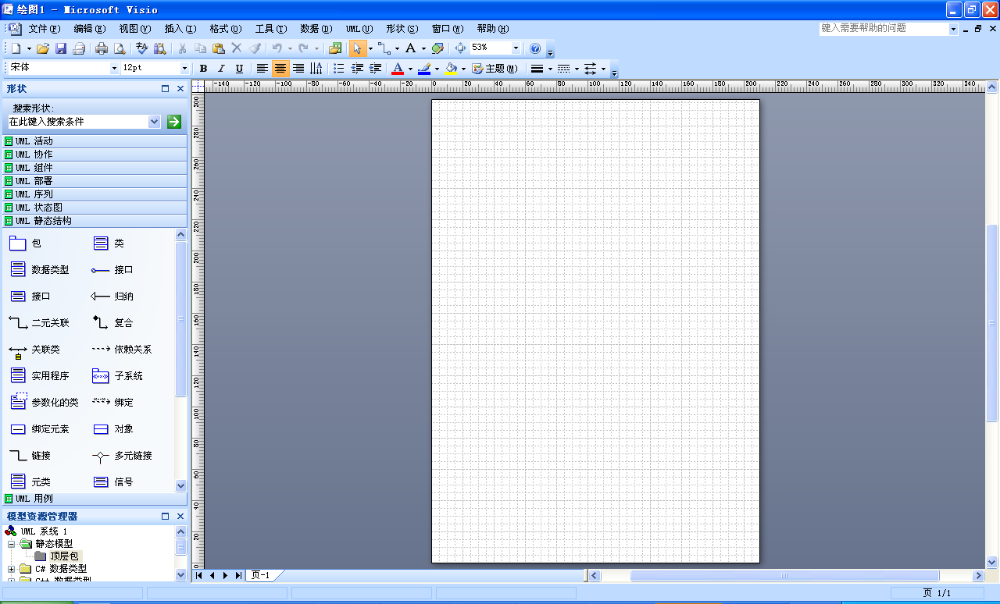 绘图1 - Microsoft Visio
文件(F) 编辑(E) 视图(V) 插入(I) 格式(O) 工具(T) 数据(D) UML(U) 形状(S) 窗口(W) 帮助(H) 键入需要帮助的问题
53%
宋体 12pt B I U A 主题(M)
形状
-140 -120 -100 -80 -60 -40 -20 0 20 40 60 80 100 120 140 160 180 200 220 240 260 280 300 320 340
搜索形状:
在此键入搜索条件
UML 活动
UML 协作
UML 组件
UML 部署
UML 序列
UML 状态图
UML 静态结构
包 类
数据类型 接口
接口 归纳
二元关联 复合
关联类 依赖关系
实用程序 子系统
参数化的类 绑定
绑定元素 对象
链接 多元链接
元类 信号
UML 用例
300 280 260 240 220 200 180 160 140 120 100 80 60 40 20 0
模型资源管理器
UML 系统 1
静态模型
顶层包
C# 数据类型
C++ 数据类型
页-1
页 1/1